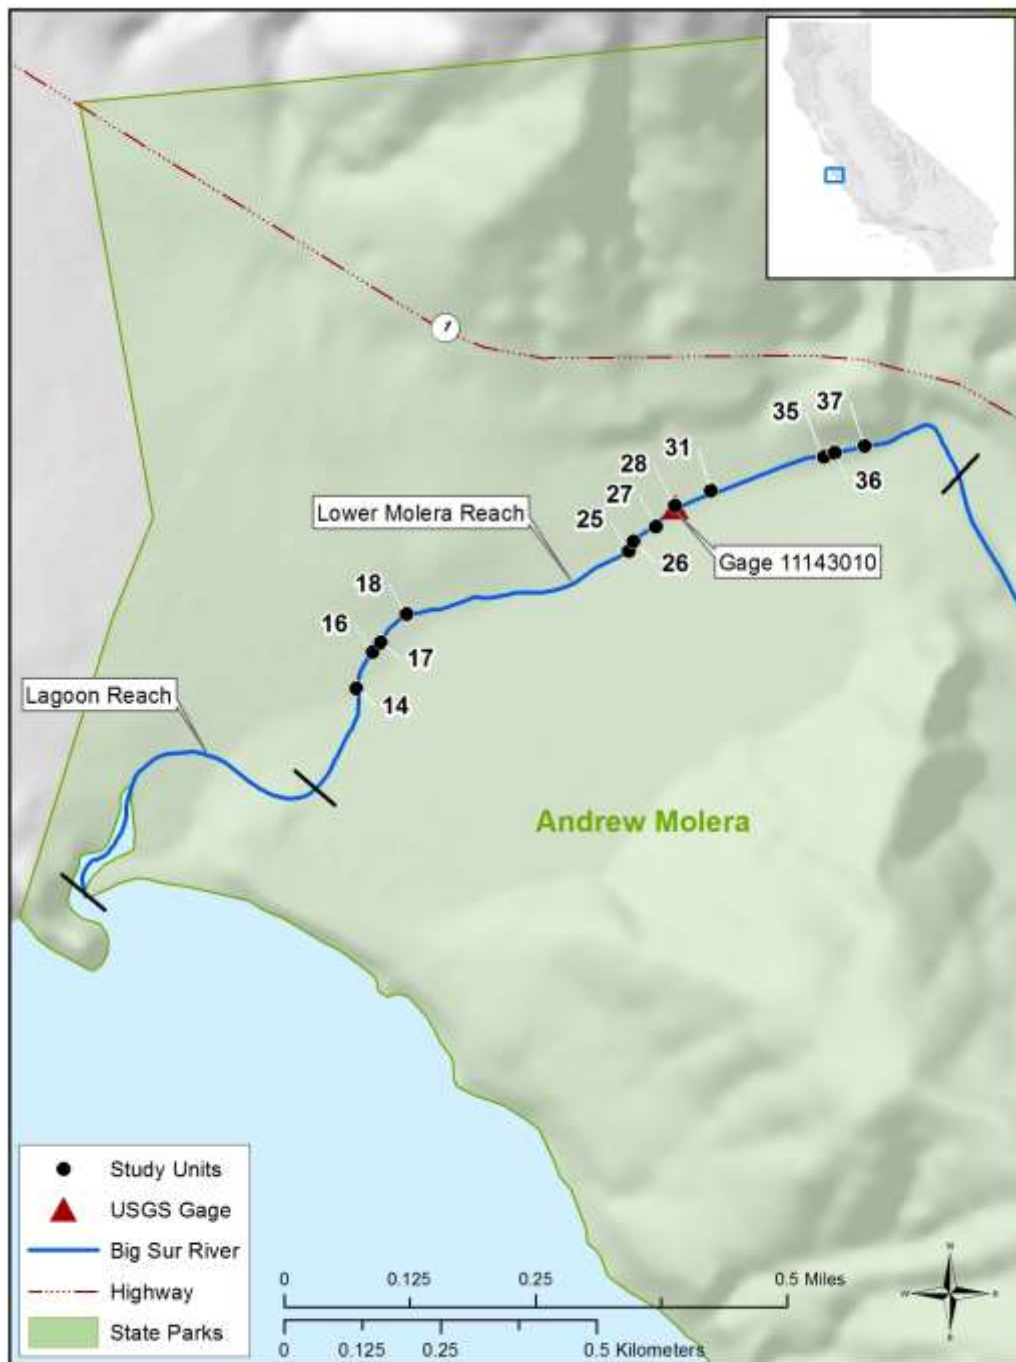 1
37
35
31
36
28
27
Lower Molera Reach
25
Gage 11143010
26
18
16
17
Lagoon Reach
14
Andrew Molera
Study Units
USGS Gage
Big Sur River
Highway
State Parks
0 0.125 0.25 0.5 Miles
0 0.125 0.25 0.5 Kilometers